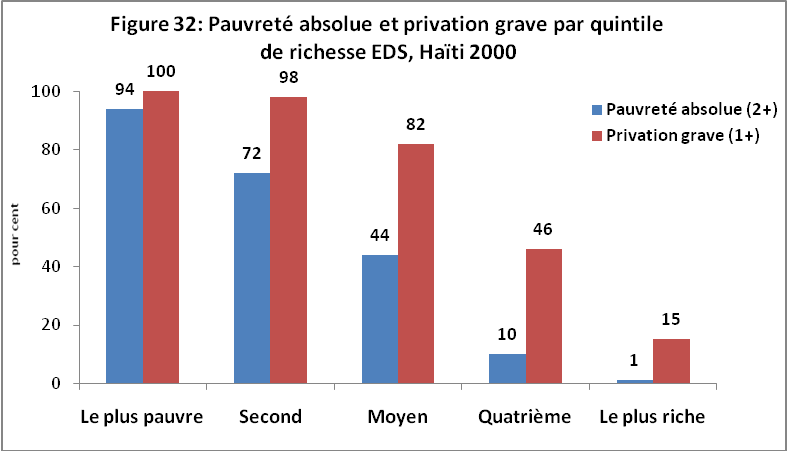 Figure 32: Pauvreté absolue et privation grave par quintile
de richesse EDS, Haïti 2000
Pauvreté absolue (2+)
Privation grave (1+)
pour cent
100
80
60
40
20
0
94
100
72
98
44
82
10
46
1
15
Le plus pauvre
Second
Moyen
Quatrième
Le plus riche